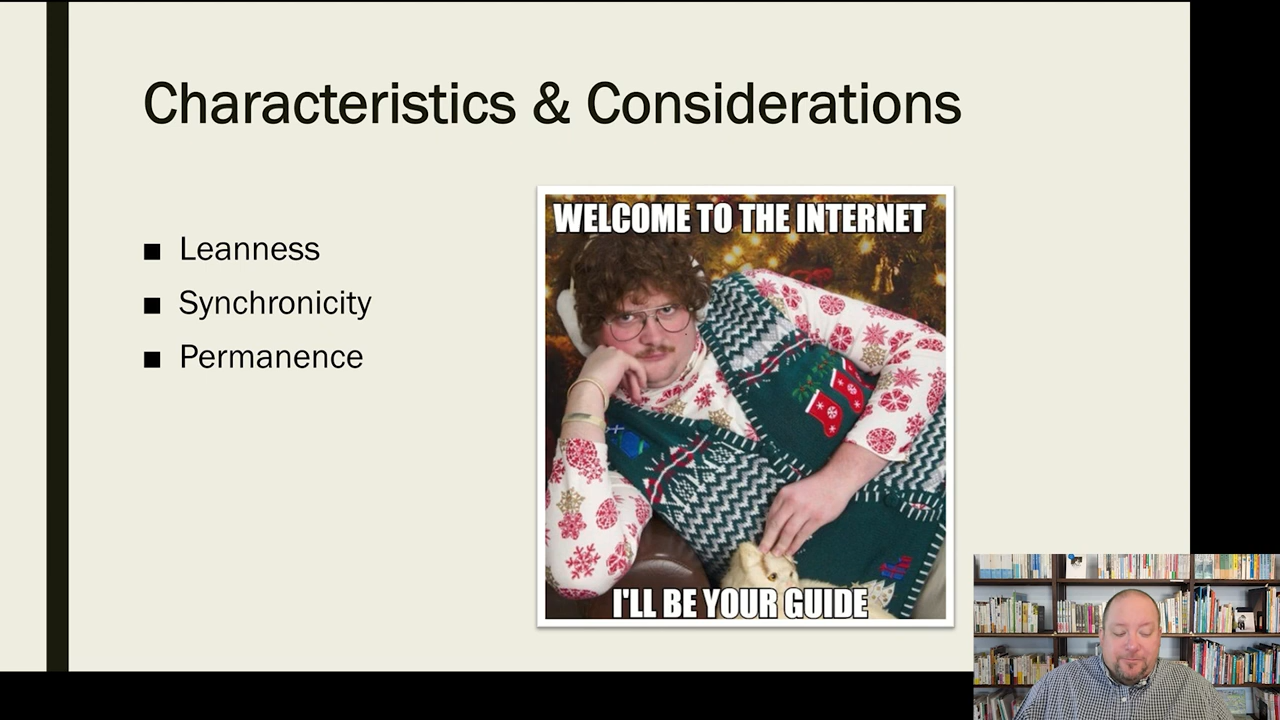 Characteristics & Considerations
Leanness
Synchronicity
Permanence
WELCOME TO THE INTERNET
I'LL BE YOUR GUIDE